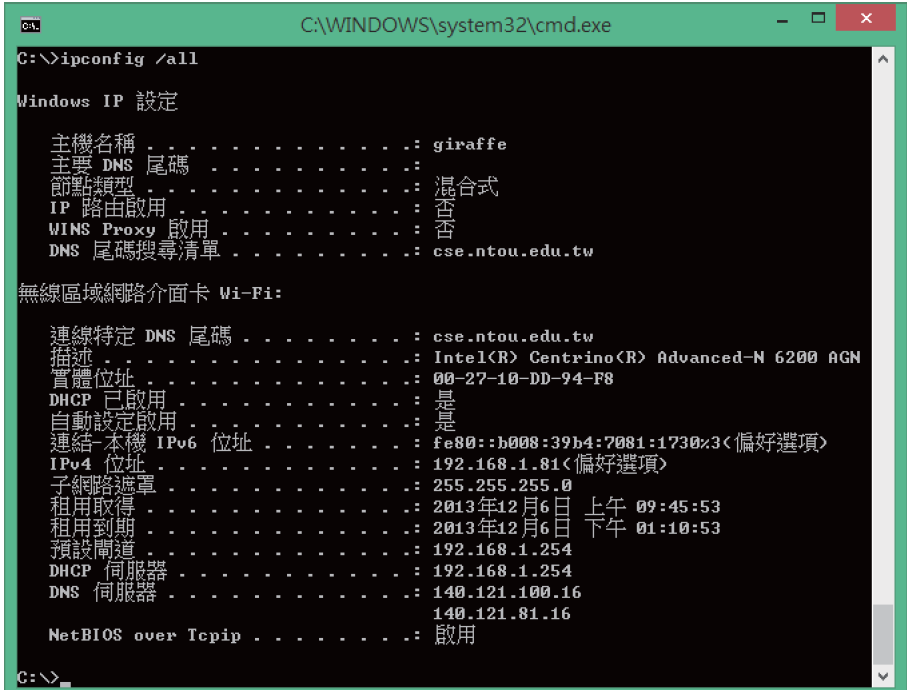 C:\WINDOWS\system32\cmd.exe
C:\>ipconfig /all
Windows IP 設定
主機名稱 . . . . . . . . . . . . .: giraffe
主要 DNS 尾碼 . . . . . . . . . .:
節點類型 . . . . . . . . . . . . .: 混合式
IP 路由啟用 . . . . . . . . . . . : 否
WINS Proxy 啟用 . . . . . . . . . : 否
DNS 尾碼搜尋清單 . . . . . . . . .: cse.ntou.edu.tw
無線區域網路介面卡 Wi-Fi:
連線特定 DNS 尾碼 . . . . . . . . : cse.ntou.edu.tw
描述 . . . . . . . . . . . . . . .: Intel(R) Centrino(R) Advanced-N 6200 AGN
實體位址 . . . . . . . . . . . . .: 00-27-10-DD-94-F8
DHCP 已啟用 . . . . . . . . . . . : 是
自動設定啟用 . . . . . . . . . . .: 是
連結-本機 IPv6 位址 . . . . . . . : fe80::b008:39b4:7081:1730%3(偏好選項)
IPv4 位址 . . . . . . . . . . . . : 192.168.1.81(偏好選項)
子網路遮罩 . . . . . . . . . . . .: 255.255.255.0
租用取得 . . . . . . . . . . . . .: 2013年12月6日 上午 09:45:53
租用到期 . . . . . . . . . . . . .: 2013年12月6日 下午 01:10:53
預設閘道 . . . . . . . . . . . . .: 192.168.1.254
DHCP 伺服器 . . . . . . . . . . . : 192.168.1.254
DNS 伺服器 . . . . . . . . . . . .: 140.121.100.16
140.121.81.16
NetBIOS over Tcpip . . . . . . . .: 啟用
C:\>_